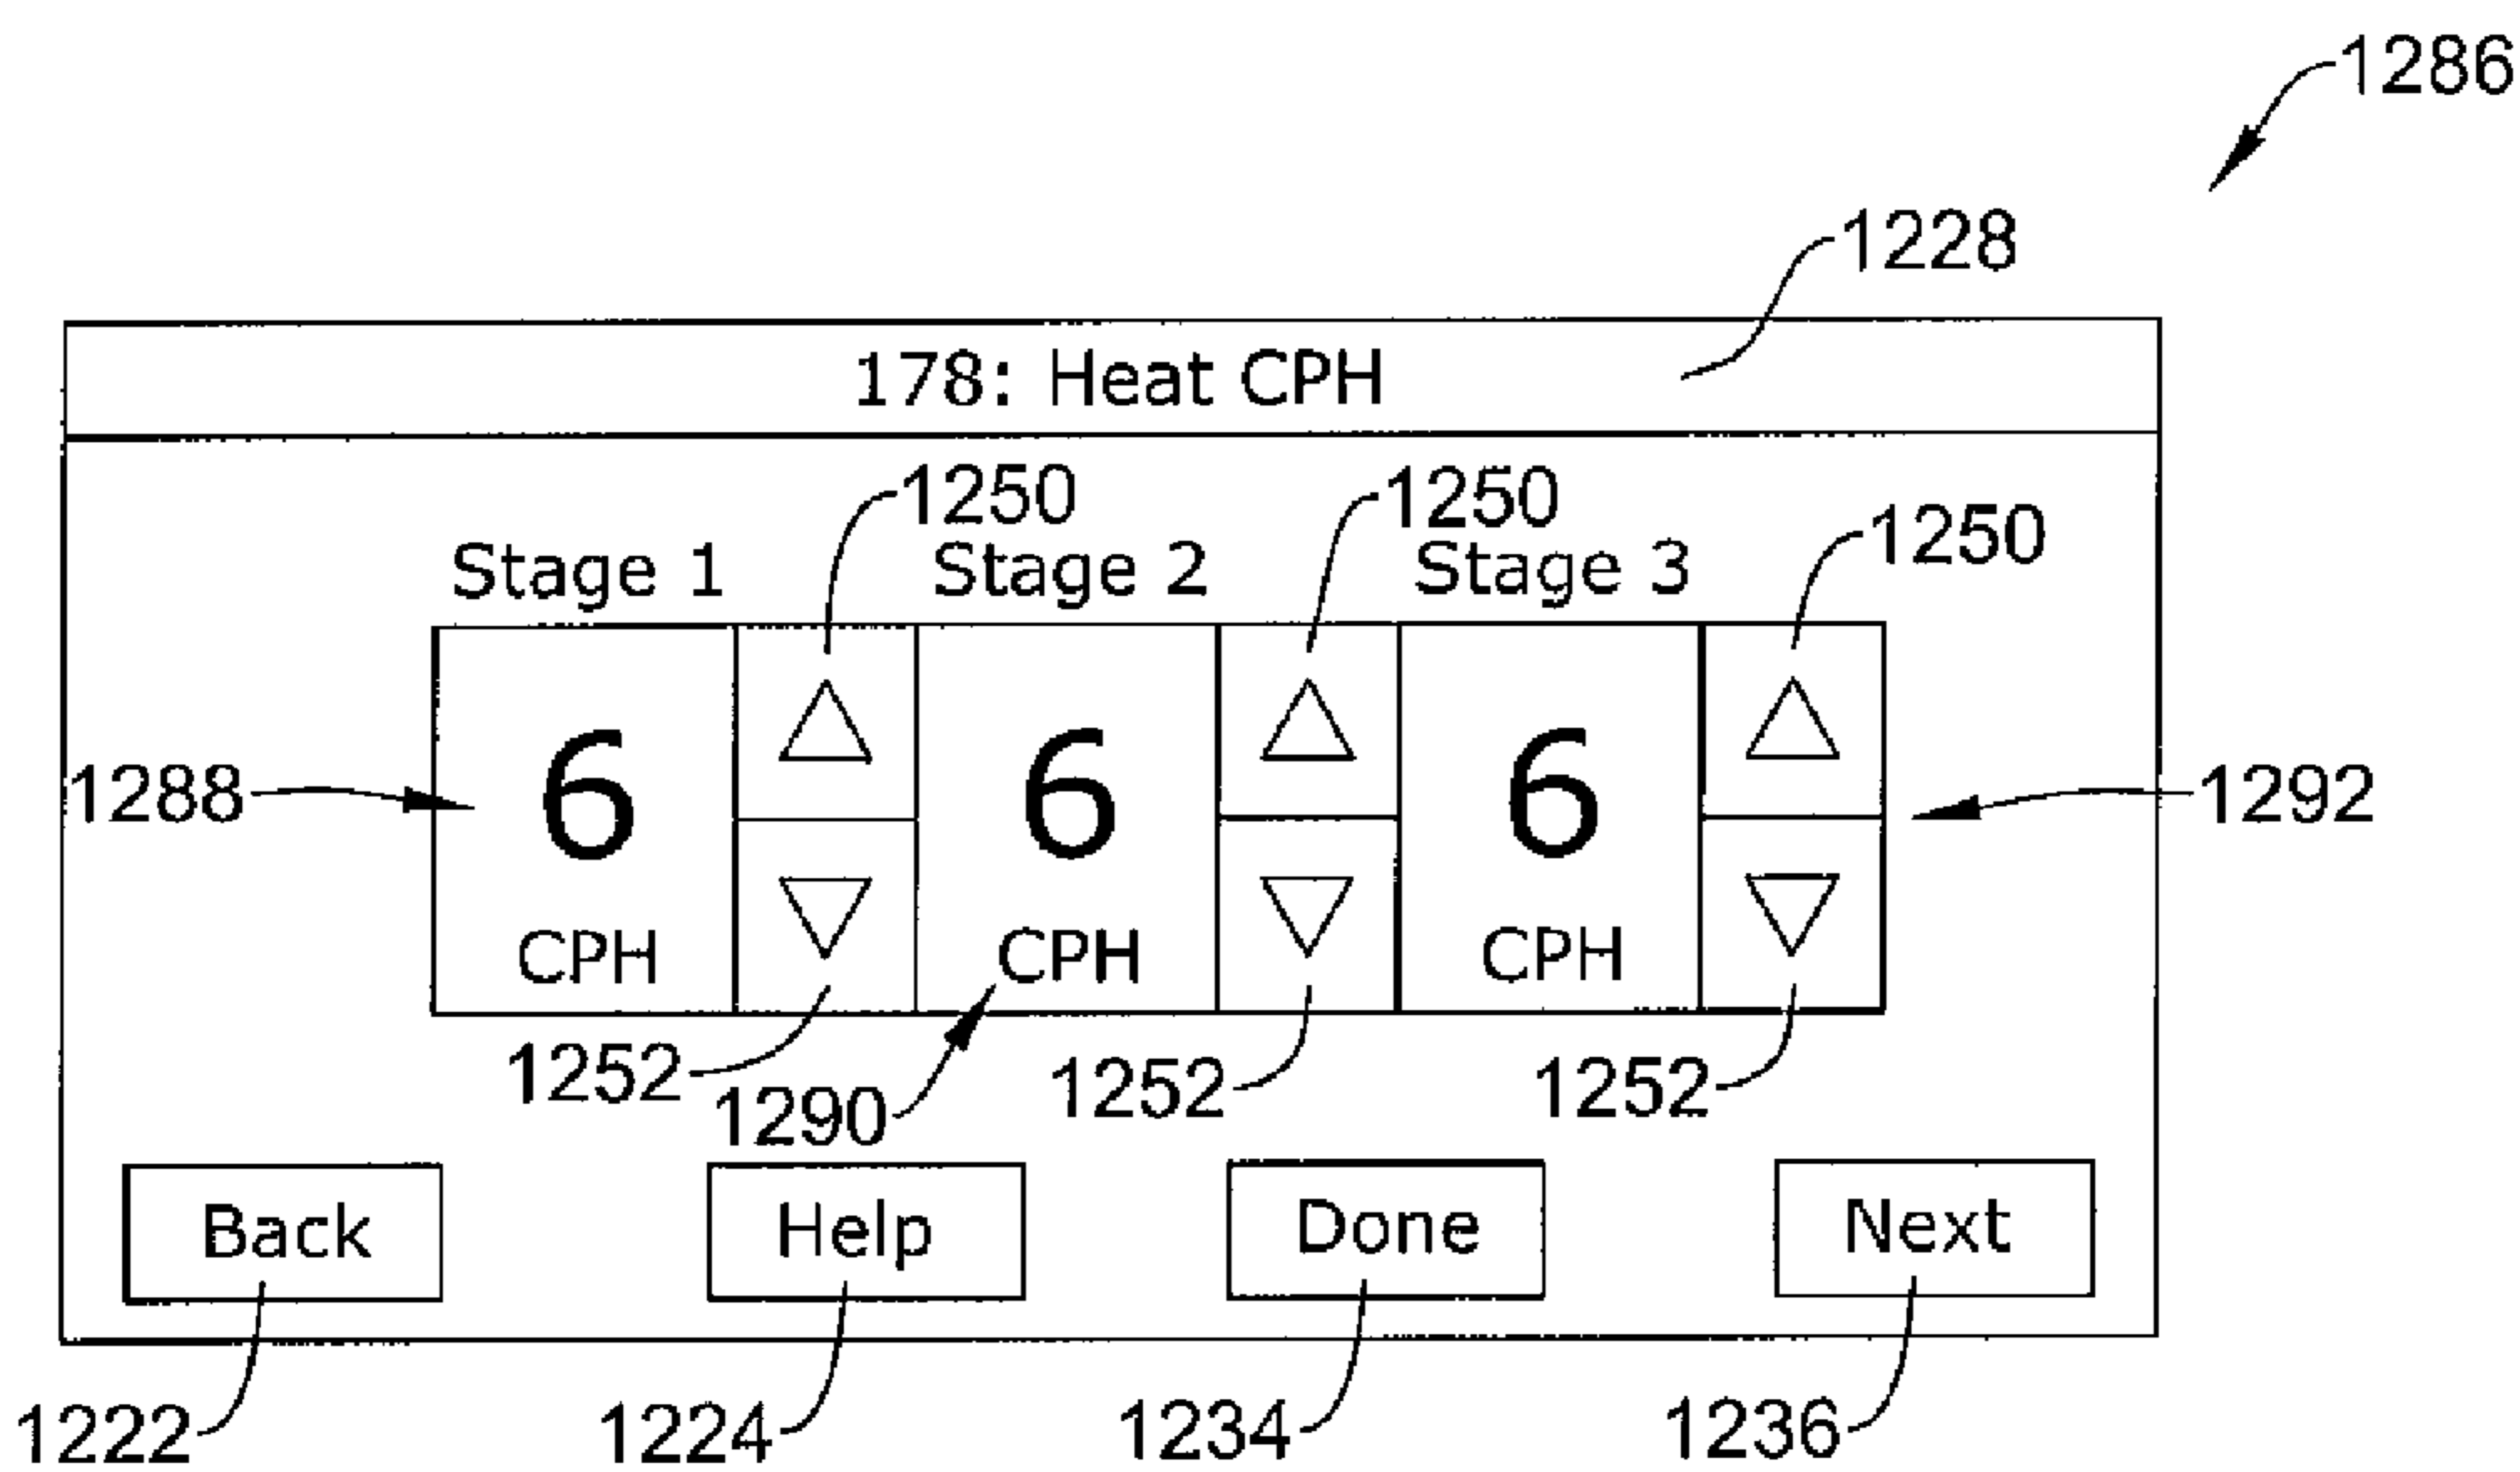 1286
1228
178: Heat CPH
1250 1250 1250
Stage 1 Stage 2 Stage 3
1288 6 6 6 1292
CPH CPH CPH
1252 1290 1252 1252
Back Help Done Next
1222 1224 1234 1236